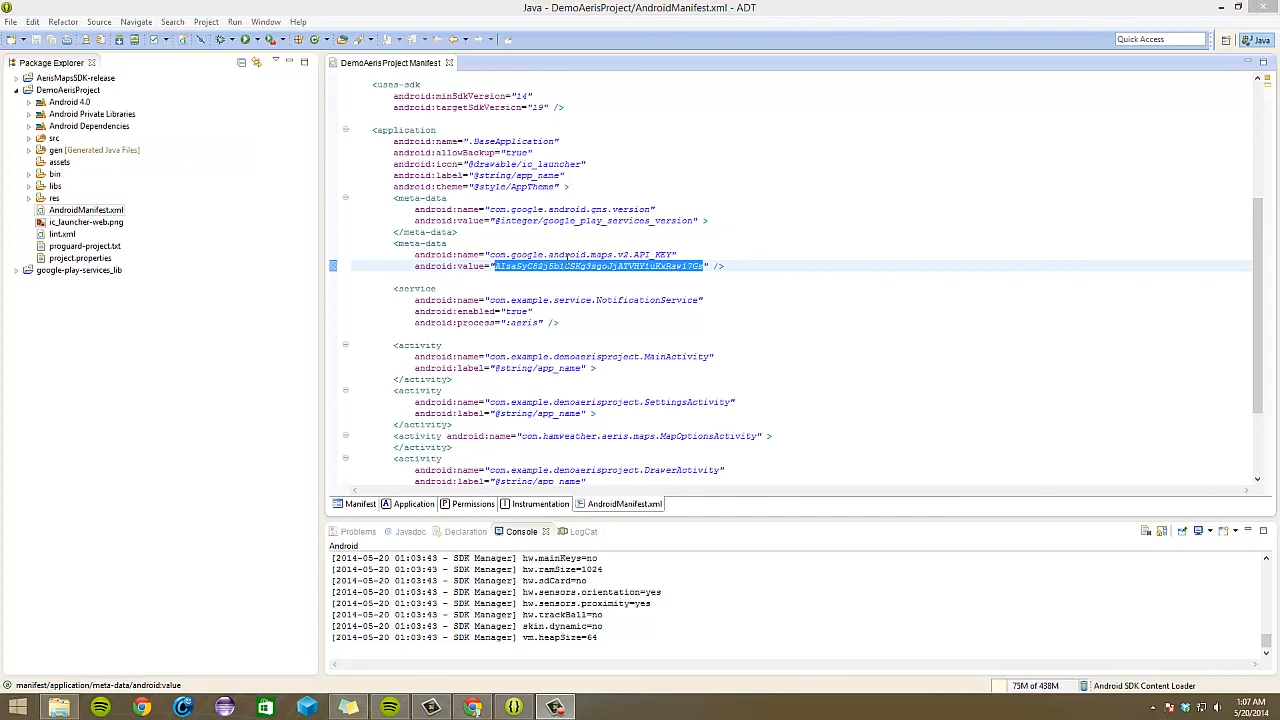 Java - DemoAerisProject/AndroidManifest.xml - ADT
File Edit Refactor Source Navigate Search Project Run Window Help
Quick Access
Java
Package Explorer
AerisMapsSDK-release
DemoAerisProject
Android 4.0
Android Private Libraries
Android Dependencies
src
gen [Generated Java Files]
assets
bin
libs
res
AndroidManifest.xml
ic_launcher-web.png
lint.xml
proguard-project.txt
project.properties
google-play-services_lib
DemoAerisProject Manifest
<uses-sdk
android:minSdkVersion="14"
android:targetSdkVersion="19" />
<application
android:name=".BaseApplication"
android:allowBackup="true"
android:icon="@drawable/ic_launcher"
android:label="@string/app_name"
android:theme="@style/AppTheme" >
<meta-data
android:name="com.google.android.gms.version"
android:value="@integer/google_play_services_version" >
</meta-data>
<meta-data
android:name="com.google.android.maps.v2.API_KEY"
android:value=" " />
<service
android:name="com.example.service.NotificationService"
android:enabled="true"
android:process=":aeris" />
<activity
android:name="com.example.demoaerisproject.MainActivity"
android:label="@string/app_name" >
</activity>
<activity
android:name="com.example.demoaerisproject.SettingsActivity"
android:label="@string/app_name" >
</activity>
<activity android:name="com.hamweather.aeris.maps.MapOptionsActivity" >
</activity>
<activity
android:name="com.example.demoaerisproject.DrawerActivity"
android:label="@string/app_name"
Manifest Application Permissions Instrumentation AndroidManifest.xml
Problems Javadoc Declaration Console LogCat
Android
[2014-05-20 01:03:43 - SDK Manager] hw.mainKeys=no
[2014-05-20 01:03:43 - SDK Manager] hw.ramSize=1024
[2014-05-20 01:03:43 - SDK Manager] hw.sdCard=no
[2014-05-20 01:03:43 - SDK Manager] hw.sensors.orientation=yes
[2014-05-20 01:03:43 - SDK Manager] hw.sensors.proximity=yes
[2014-05-20 01:03:43 - SDK Manager] hw.trackBall=no
[2014-05-20 01:03:43 - SDK Manager] skin.dynamic=no
[2014-05-20 01:03:43 - SDK Manager] vm.heapSize=64
manifest/application/meta-data/android:value
75M of 438M
Android SDK Content Loader
1:07 AM
5/20/2014